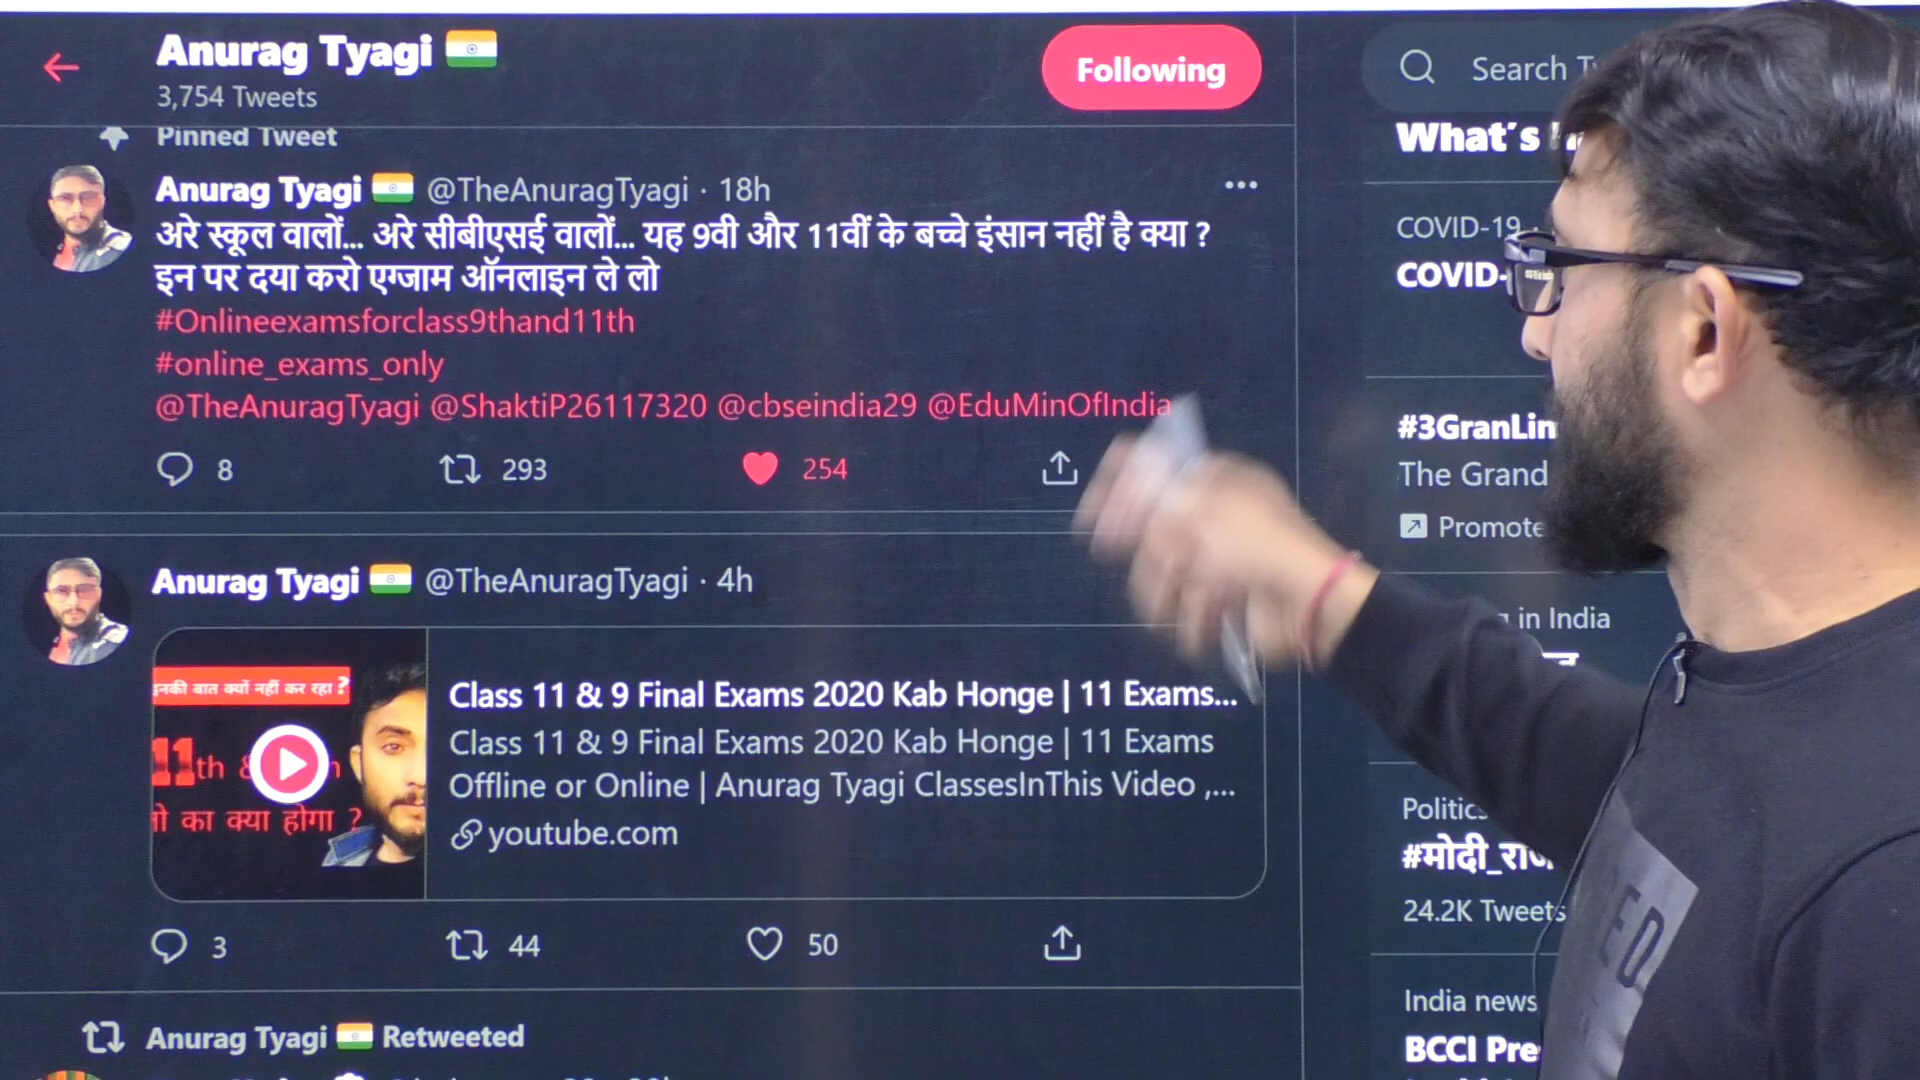 Anurag Tyagi
3,754 Tweets
Following
Pinned Tweet
Anurag Tyagi @TheAnuragTyagi · 18h
अरे स्कूल वालों... अरे सीबीएसई वालों... यह 9वी और 11वीं के बच्चे इंसान नहीं है क्या ?
इन पर दया करो एग्जाम ऑनलाइन ले लो
#Onlineexamsforclass9thand11th
#online_exams_only
@TheAnuragTyagi @ShaktiP26117320 @cbseindia29 @EduMinOfIndia
8 293 254
Anurag Tyagi @TheAnuragTyagi · 4h
इनकी बात क्यों नहीं कर रहा ?
11th &
का क्या होगा ?
Class 11 & 9 Final Exams 2020 Kab Honge | 11 Exams...
Class 11 & 9 Final Exams 2020 Kab Honge | 11 Exams
Offline or Online | Anurag Tyagi ClassesInThis Video ,...
youtube.com
3 44 50
Anurag Tyagi Retweeted
Search
What's
COVID-19 ·
COVID-
#3GranLin
The Grand
Promote
in India
Politics
#मोदी_
24.2K Tweets
India news
BCCI Pre